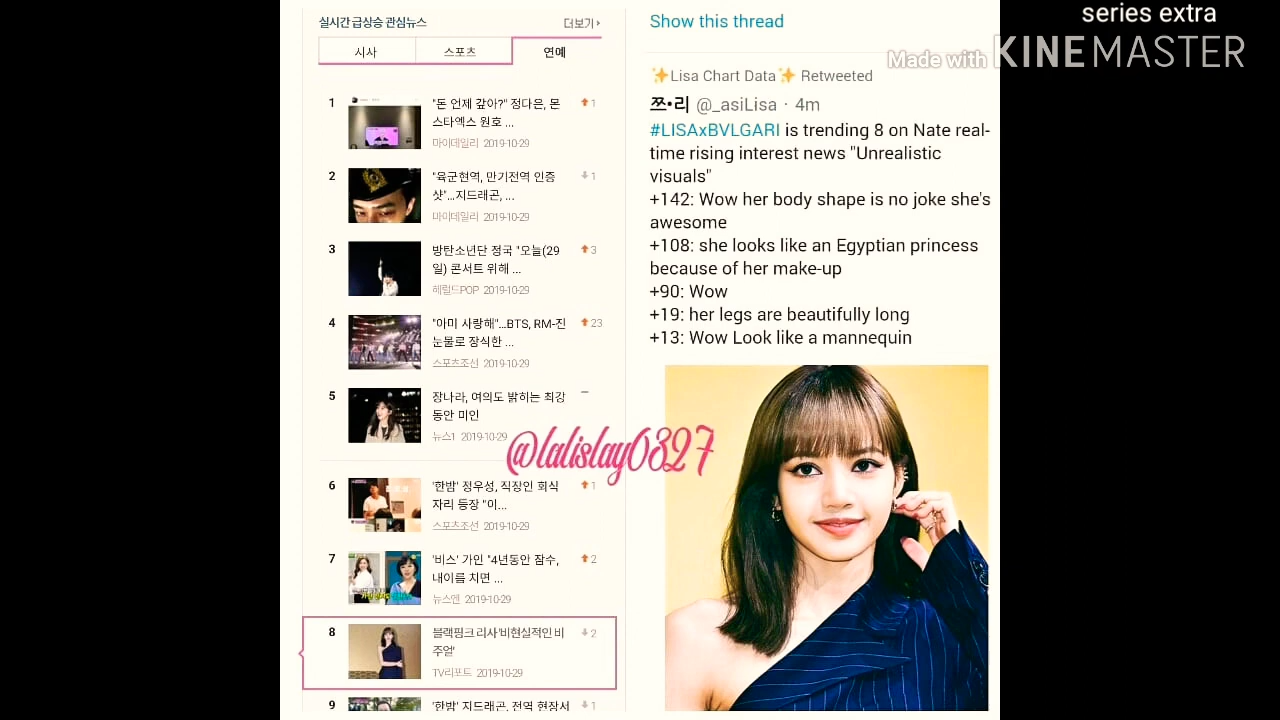 series extra
Made with KINEMASTER
실시간 급상승 관심뉴스
더보기
시사
스포츠
연예
1
"돈 언제 갚아?" 정다은, 몬
스타엑스 원호 ...
마이데일리 2019-10-29
1
2
"육군현역, 만기전역 인증
샷"...지드래곤, ...
마이데일리 2019-10-29
1
3
방탄소년단 정국 "오늘(29
일) 콘서트 위해 ...
헤럴드POP 2019-10-29
3
4
"아미 사랑해"...BTS, RM-진
눈물로 장식한 ...
스포츠조선 2019-10-29
23
5
장나라, 여의도 밝히는 최강
동안 미인
뉴스1 2019-10-29
6
'한밤' 정우성, 직장인 회식
자리 등장 "이...
스포츠조선 2019-10-29
1
7
'비스' 가인 "4년동안 잠수,
내이름 치면 ...
뉴스엔 2019-10-29
2
8
블랙핑크 리사'비현실적인 비
주얼'
TV리포트 2019-10-29
2
9
'한밤' 지드래곤, 전역 현장서
1
Show this thread
✨Lisa Chart Data✨ Retweeted
쯔•리 @_asiLisa · 4m
#LISAxBVLGARI is trending 8 on Nate real-
time rising interest news "Unrealistic
visuals"
+142: Wow her body shape is no joke she's
awesome
+108: she looks like an Egyptian princess
because of her make-up
+90: Wow
+19: her legs are beautifully long
+13: Wow Look like a mannequin
@lalislay0327